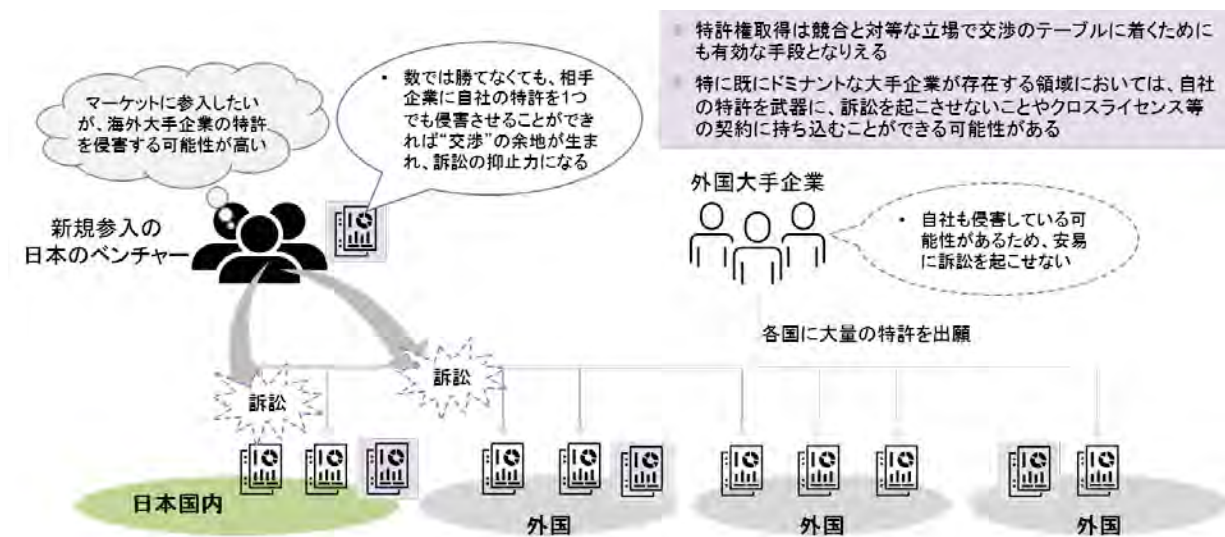 特許権取得は競合と対等な立場で交渉のテーブルに着くために
も有効な手段となりえる
特に既にドミナントな大手企業が存在する領域においては、自社
の特許を武器に、訴訟を起こさせないことやクロスライセンス等
の契約に持ち込むことができる可能性がある
マーケットに参入したい
が、海外大手企業の特許
を侵害する可能性が高い
• 数では勝てなくても、相手
企業に自社の特許を1つ
でも侵害させることができ
れば“交渉”の余地が生ま
れ、訴訟の抑止力になる
新規参入の
日本のベンチャー
外国大手企業
• 自社も侵害している可
能性があるため、安易
に訴訟を起こせない
各国に大量の特許を出願
訴訟
訴訟
日本国内
外国
外国
外国